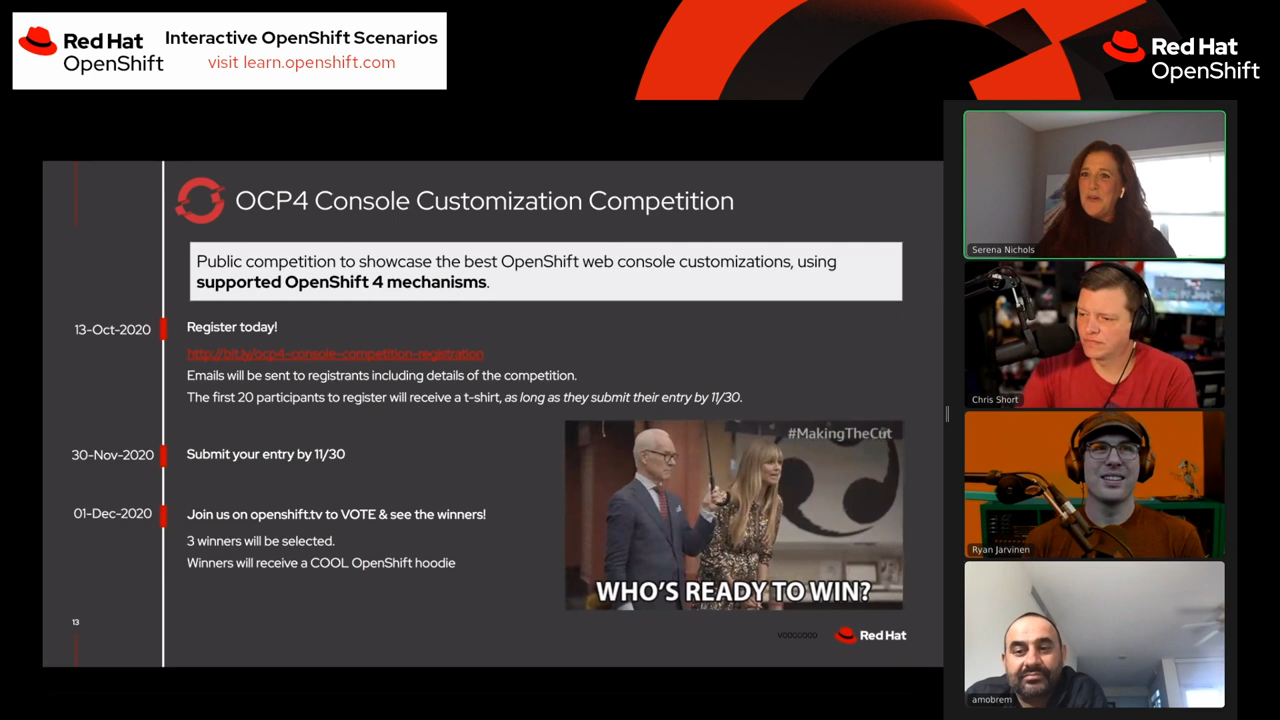 Red Hat
OpenShift
Interactive OpenShift Scenarios
visit learn.openshift.com
Red Hat
OpenShift
OCP4 Console Customization Competition
Public competition to showcase the best OpenShift web console customizations, using
supported OpenShift 4 mechanisms.
13-Oct-2020
Register today!
http://bit.ly/ocp4-console-competition-registration
Emails will be sent to registrants including details of the competition.
The first 20 participants to register will receive a t-shirt, as long as they submit their entry by 11/30.
30-Nov-2020
Submit your entry by 11/30
01-Dec-2020
Join us on openshift.tv to VOTE & see the winners!
3 winners will be selected.
Winners will receive a COOL OpenShift hoodie
#MakingTheCut
WHO'S READY TO WIN?
13
Red Hat
Serena Nichols
Chris Short
Ryan Jarvinen
amobrem